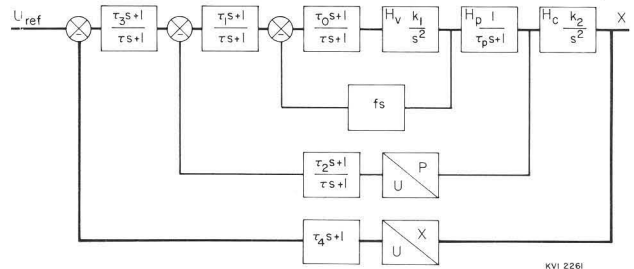 U_ref
τ₃s+1
τs+1
τ₁s+1
τs+1
τ₀s+1
τs+1
H_v k₁
s²
H_p 1
τ_ps+1
H_c k₂
s²
X
fs
τ₂s+1
τs+1
P
U
τ₄s+1
X
U
KVI 2261